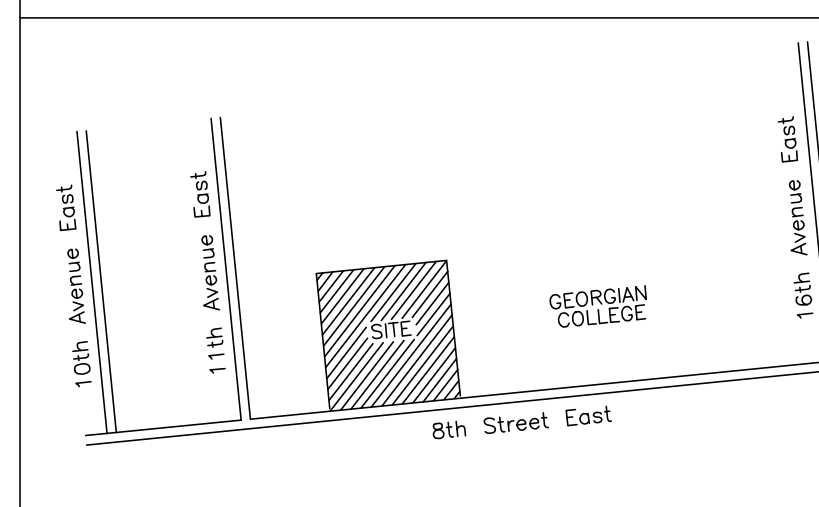 10th Avenue East
11th Avenue East
SITE
GEORGIAN
COLLEGE
16th Avenue East
8th Street East